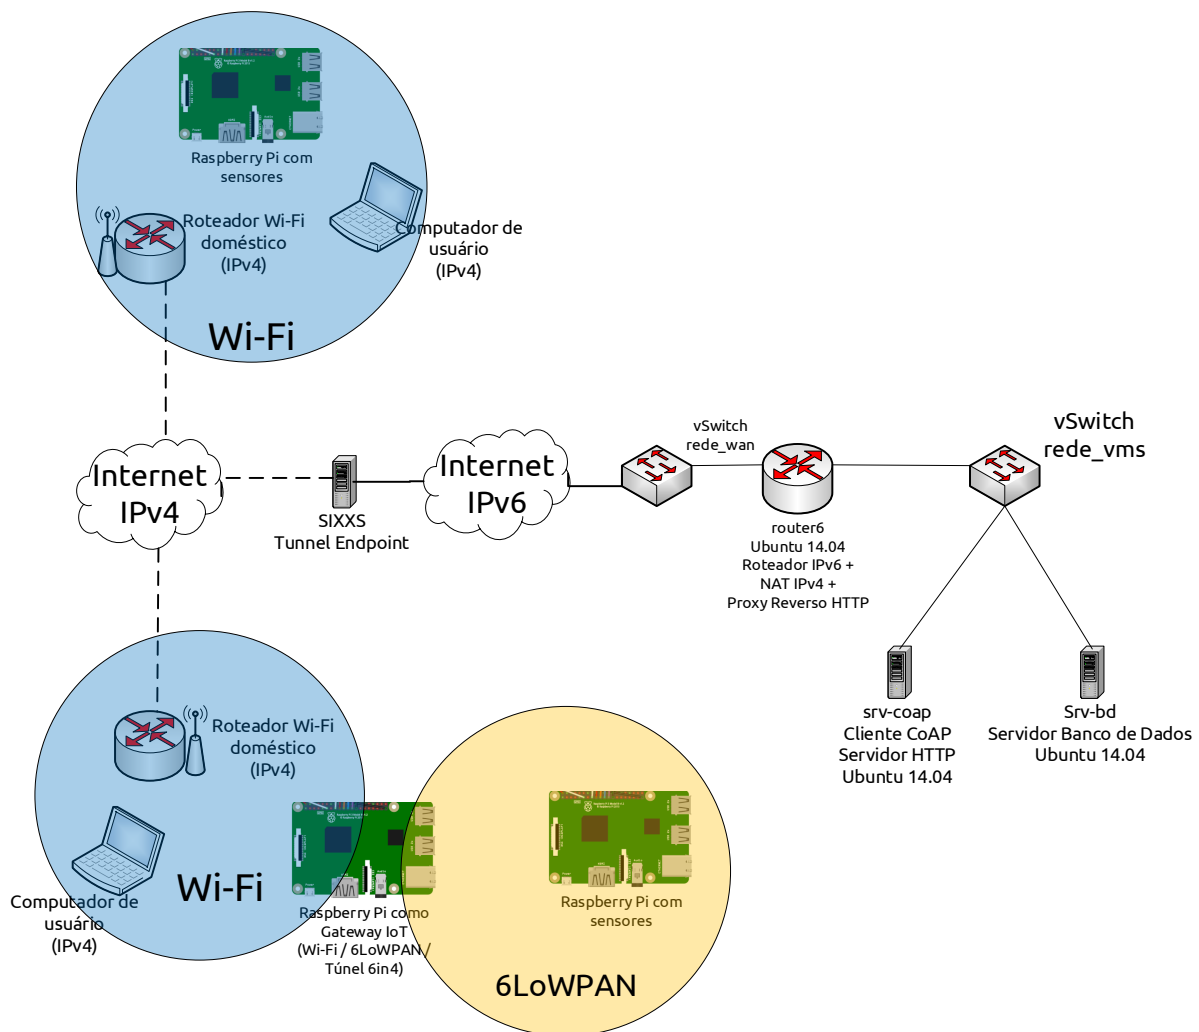 Raspberry Pi com
sensores
Roteador Wi-Fi
doméstico
(IPv4)
Computador de
usuário
(IPv4)
Wi-Fi
Internet
IPv4
SIXXS
Tunnel Endpoint
Internet
IPv6
vSwitch
rede_wan
router6
Ubuntu 14.04
Roteador IPv6 +
NAT IPv4 +
Proxy Reverso HTTP
vSwitch
rede_vms
srv-coap
Cliente CoAP
Servidor HTTP
Ubuntu 14.04
Srv-bd
Servidor Banco de Dados
Ubuntu 14.04
Roteador Wi-Fi
doméstico
(IPv4)
Computador de
usuário
(IPv4)
Wi-Fi
Raspberry Pi como
Gateway IoT
(Wi-Fi / 6LoWPAN /
Túnel 6in4)
Raspberry Pi com
sensores
6LoWPAN